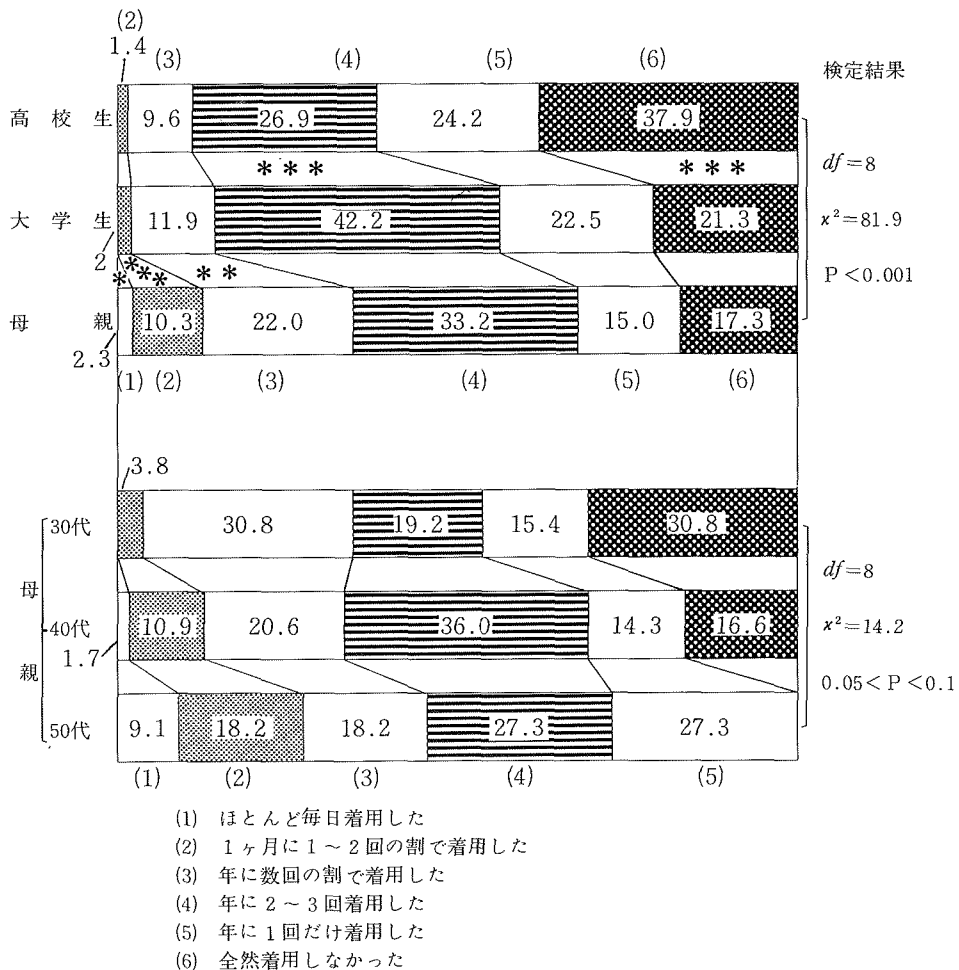 (2)
1.4 (3) (4) (5) (6)
検定結果
高校生 9.6 26.9 24.2 37.9
*** ***
df=8
大学生 2 11.9 42.2 22.5 21.3
x²=81.9
* *** **
P<0.001
母親 2.3 10.3 22.0 33.2 15.0 17.3
(1) (2) (3) (4) (5) (6)
3.8
母親
30代 30.8 19.2 15.4 30.8
df=8
40代 1.7 10.9 20.6 36.0 14.3 16.6
x²=14.2
0.05<P<0.1
50代 9.1 18.2 18.2 27.3 27.3
(1) (2) (3) (4) (5)
(1) ほとんど毎日着用した
(2) 1ヶ月に1~2回の割で着用した
(3) 年に数回の割で着用した
(4) 年に2~3回着用した
(5) 年に1回だけ着用した
(6) 全然着用しなかった